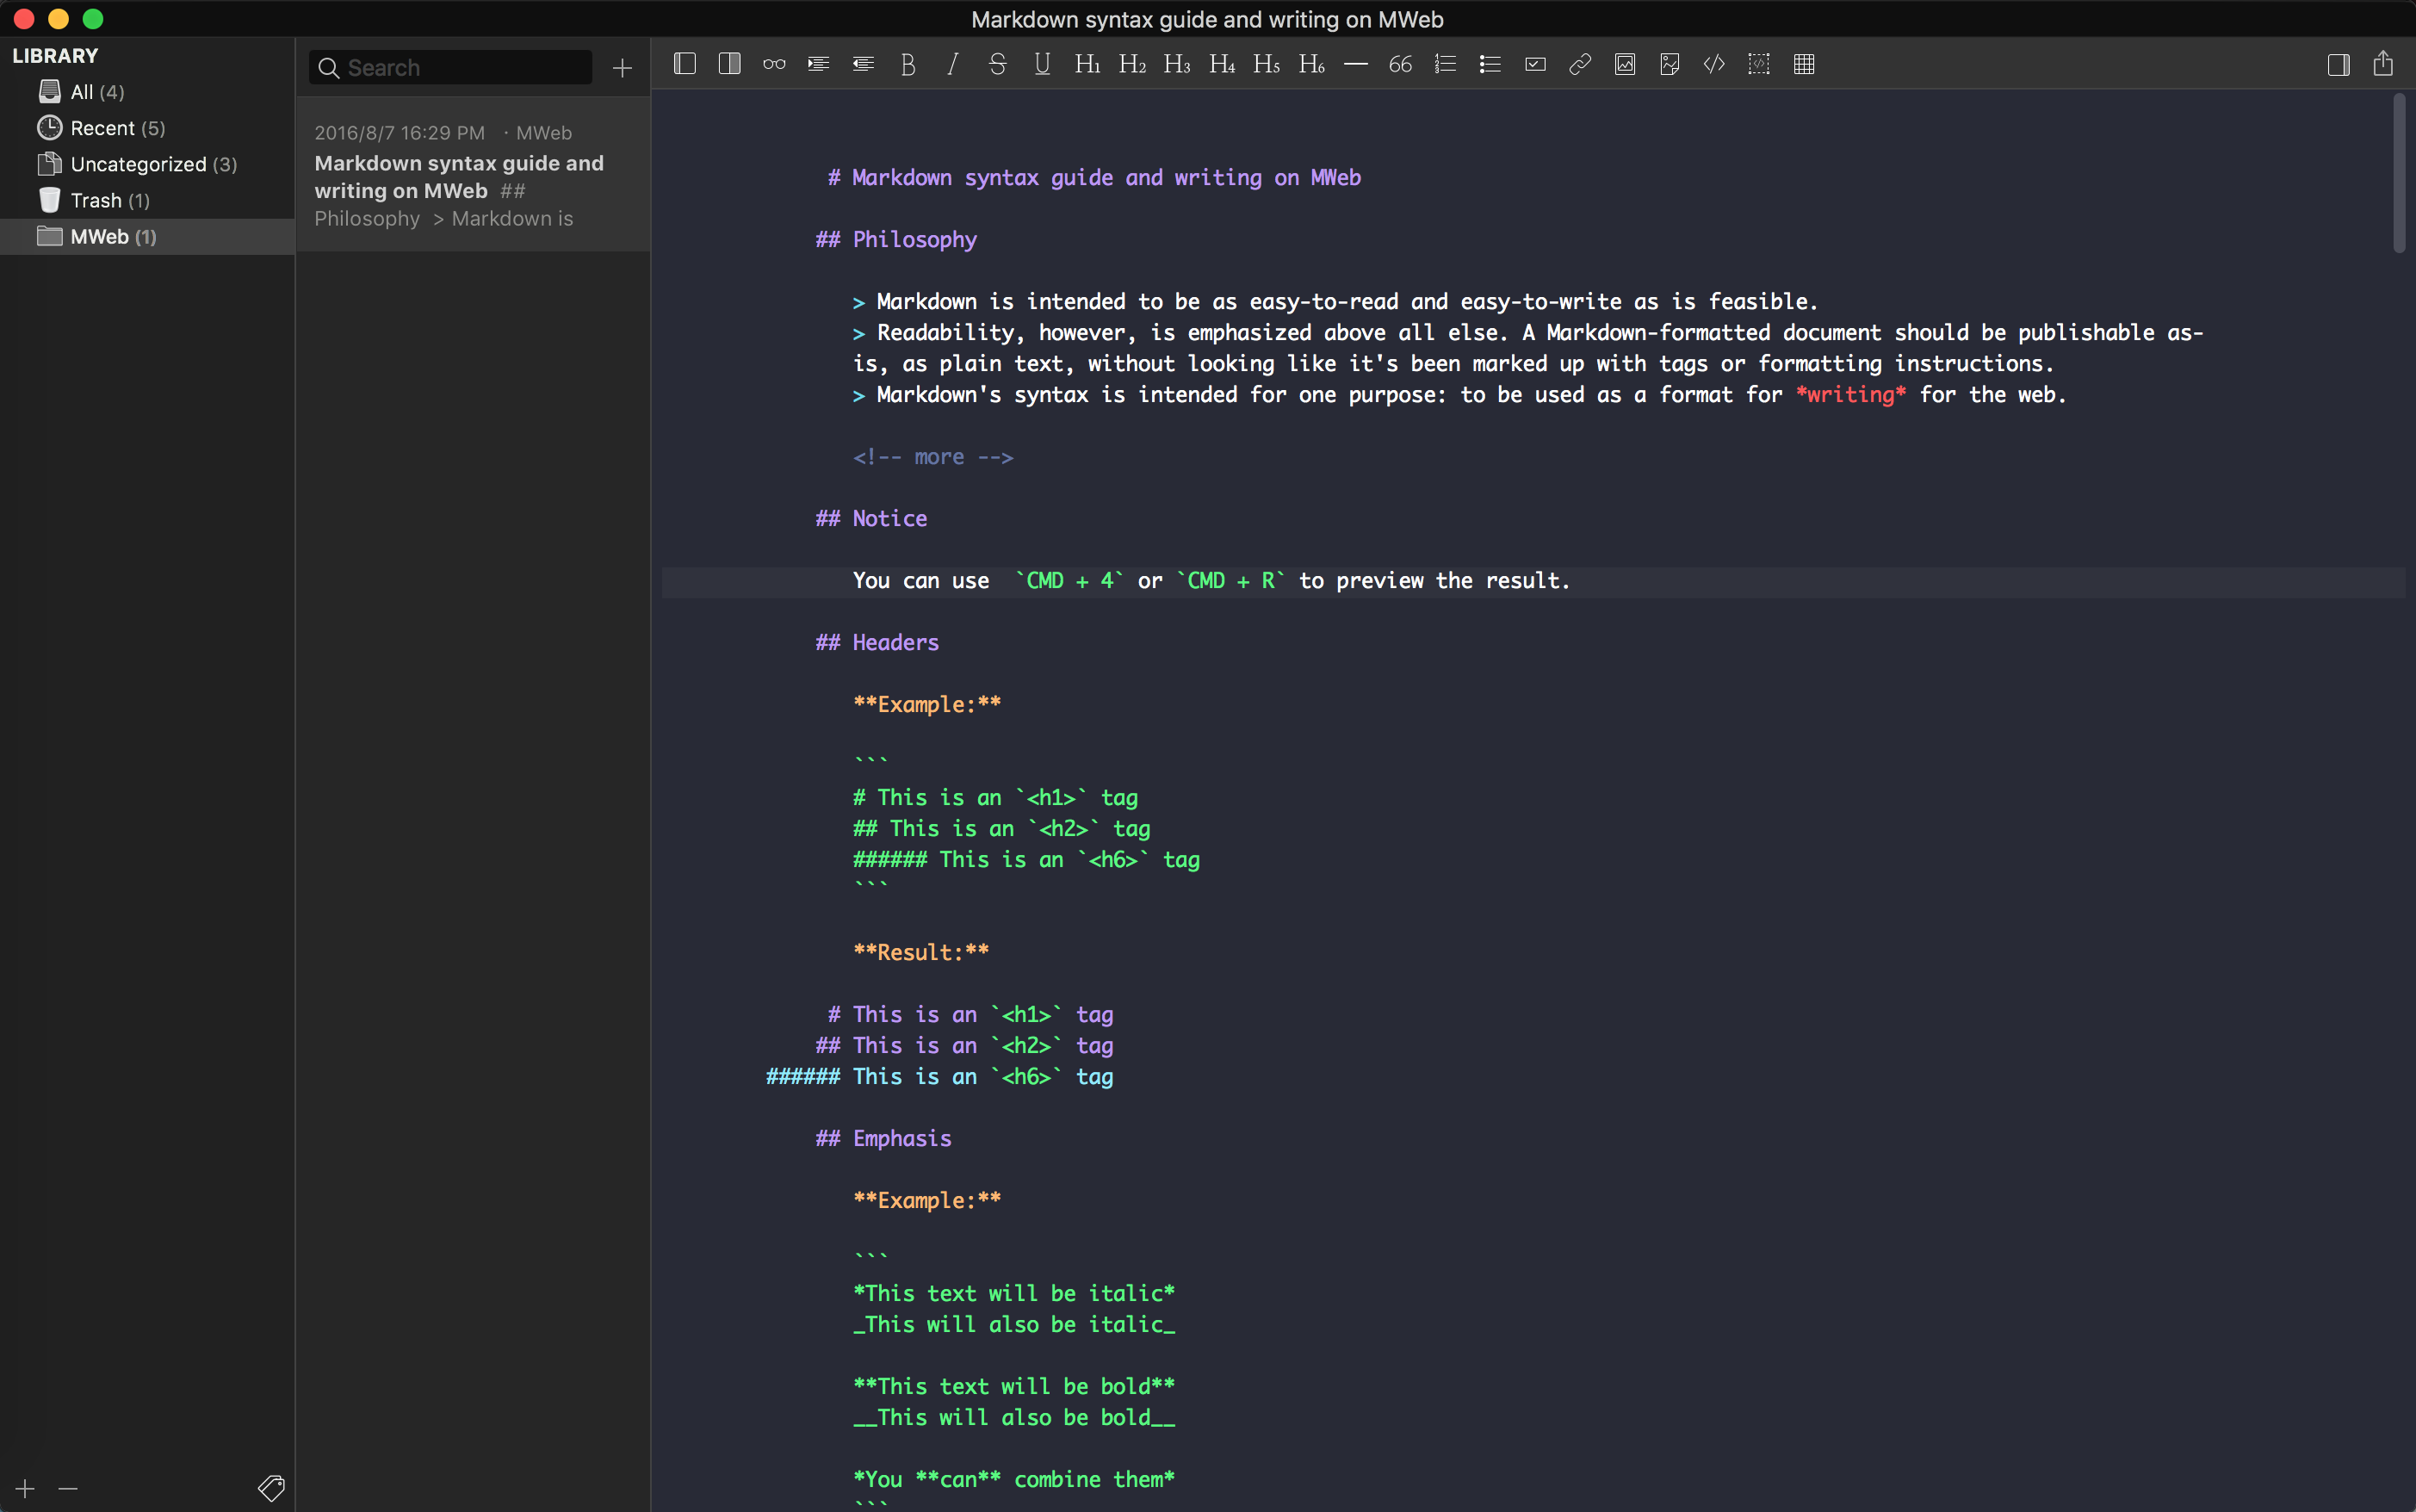 Markdown syntax guide and writing on MWeb
LIBRARY
All (4)
Recent (5)
Uncategorized (3)
Trash (1)
MWeb (1)
Search
2016/8/7 16:29 PM · MWeb
Markdown syntax guide and
writing on MWeb ##
Philosophy > Markdown is
B I S U H1 H2 H3 H4 H5 H6 — 66
# Markdown syntax guide and writing on MWeb
## Philosophy
> Markdown is intended to be as easy-to-read and easy-to-write as is feasible.
> Readability, however, is emphasized above all else. A Markdown-formatted document should be publishable as-
is, as plain text, without looking like it's been marked up with tags or formatting instructions.
> Markdown's syntax is intended for one purpose: to be used as a format for *writing* for the web.
<!-- more -->
## Notice
You can use  `CMD + 4` or `CMD + R` to preview the result.
## Headers
**Example:**
```
# This is an `<h1>` tag
## This is an `<h2>` tag
###### This is an `<h6>` tag
```
**Result:**
# This is an `<h1>` tag
## This is an `<h2>` tag
###### This is an `<h6>` tag
## Emphasis
**Example:**
```
*This text will be italic*
_This will also be italic_
**This text will be bold**
__This will also be bold__
*You **can** combine them*
```